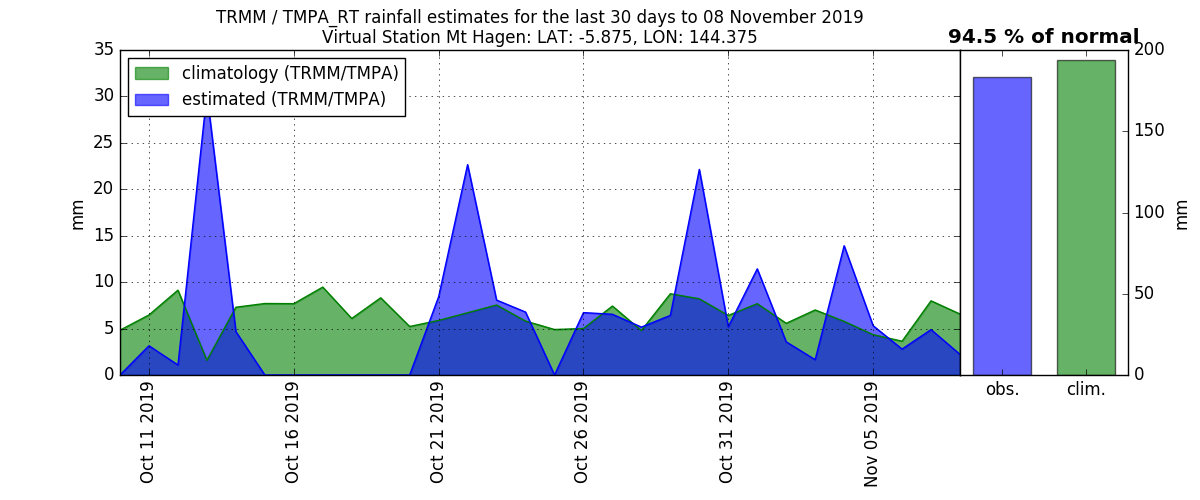 TRMM / TMPA_RT rainfall estimates for the last 30 days to 08 November 2019
Virtual Station Mt Hagen: LAT: -5.875, LON: 144.375
94.5 % of normal
climatology (TRMM/TMPA)
estimated (TRMM/TMPA)
35
30
25
20
15
10
5
0
mm
Oct 11 2019
Oct 16 2019
Oct 21 2019
Oct 26 2019
Oct 31 2019
Nov 05 2019
200
150
100
50
0
mm
obs.
clim.